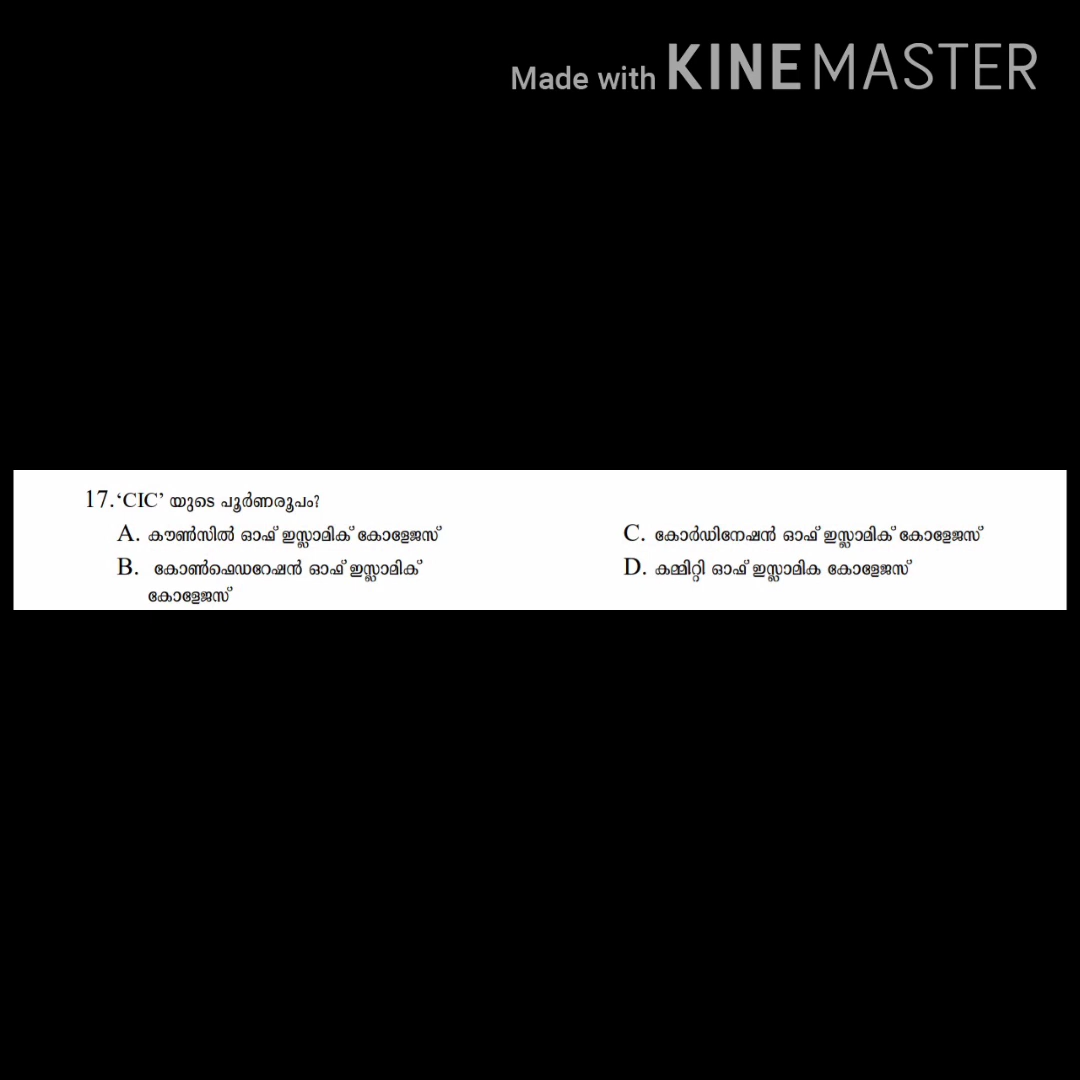 Made with KINEMASTER
17.‘CIC’ യുടെ പൂർണരൂപം?
A. കൗൺസിൽ ഓഫ് ഇസ്ലാമിക് കോളേജസ്
B. കോൺഫെഡറേഷൻ ഓഫ് ഇസ്ലാമിക്
കോളേജസ്
C. കോർഡിനേഷൻ ഓഫ് ഇസ്ലാമിക് കോളേജസ്
D. കമ്മിറ്റി ഓഫ് ഇസ്ലാമിക കോളേജസ്